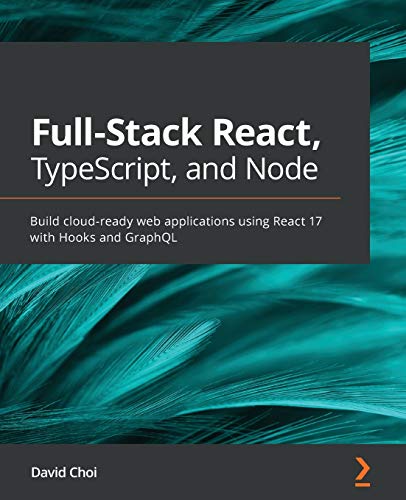 Full-Stack React,
TypeScript, and Node
Build cloud-ready web applications using React 17
with Hooks and GraphQL
David Choi